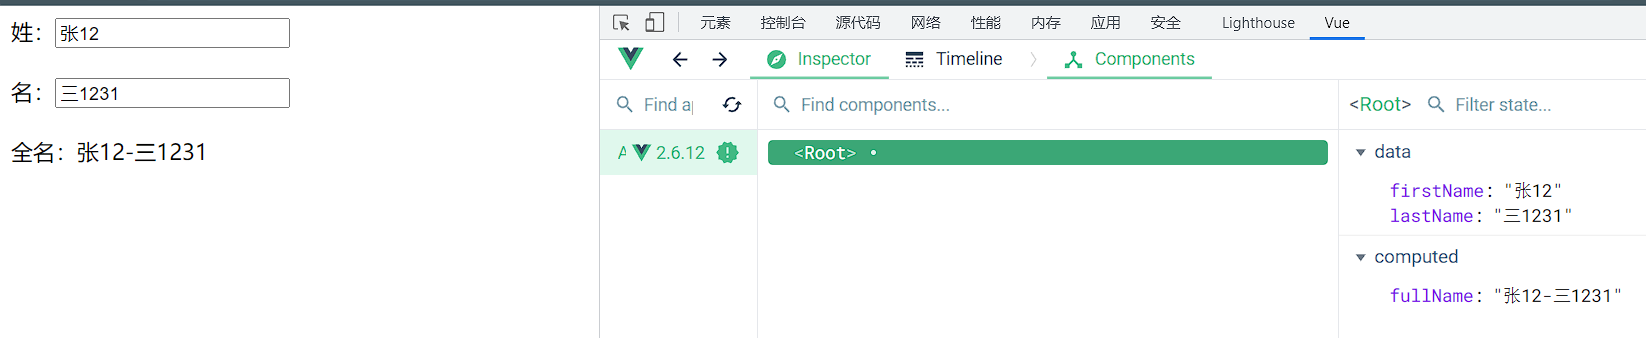 姓：张12
名：三1231
全名：张12-三1231
元素 控制台 源代码 网络 性能 内存 应用 安全 Lighthouse Vue
Inspector Timeline Components
Find a Find components... <Root> Filter state...
2.6.12 <Root>
data
firstName: "张12"
lastName: "三1231"
computed
fullName: "张12-三1231"